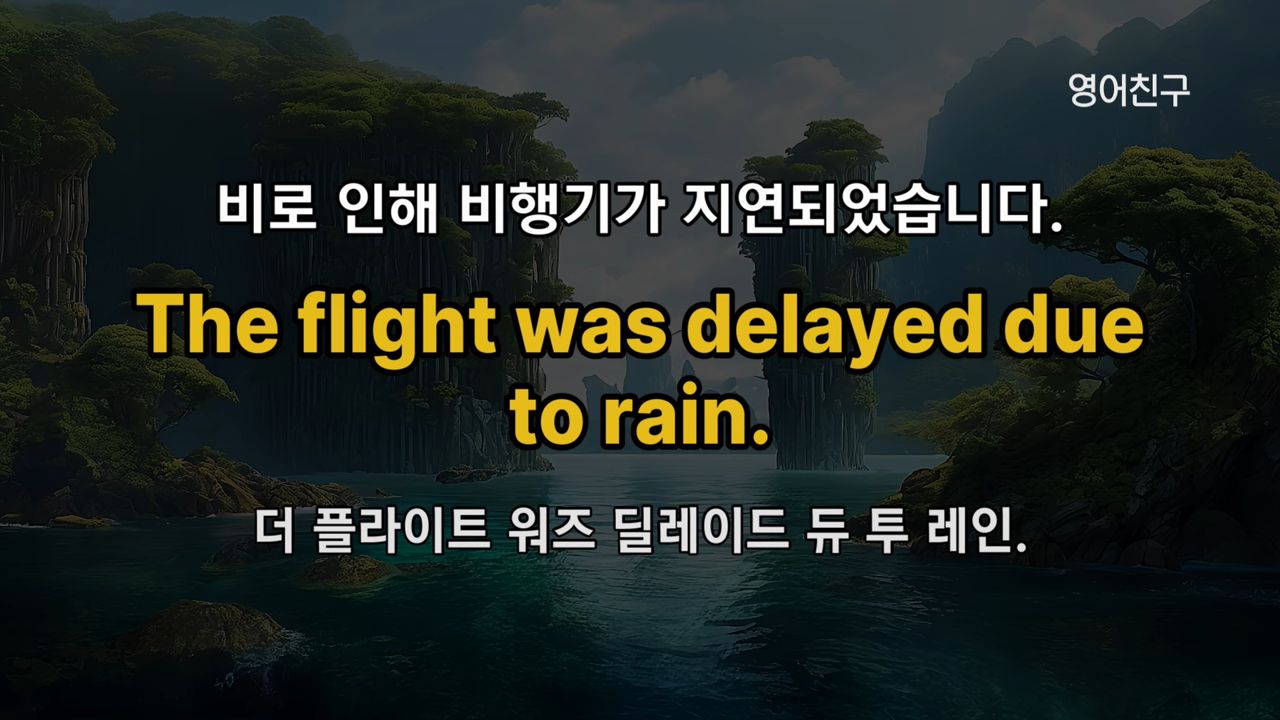 영어친구
비로 인해 비행기가 지연되었습니다.
The flight was delayed due
to rain.
더 플라이트 워즈 딜레이드 듀 투 레인.